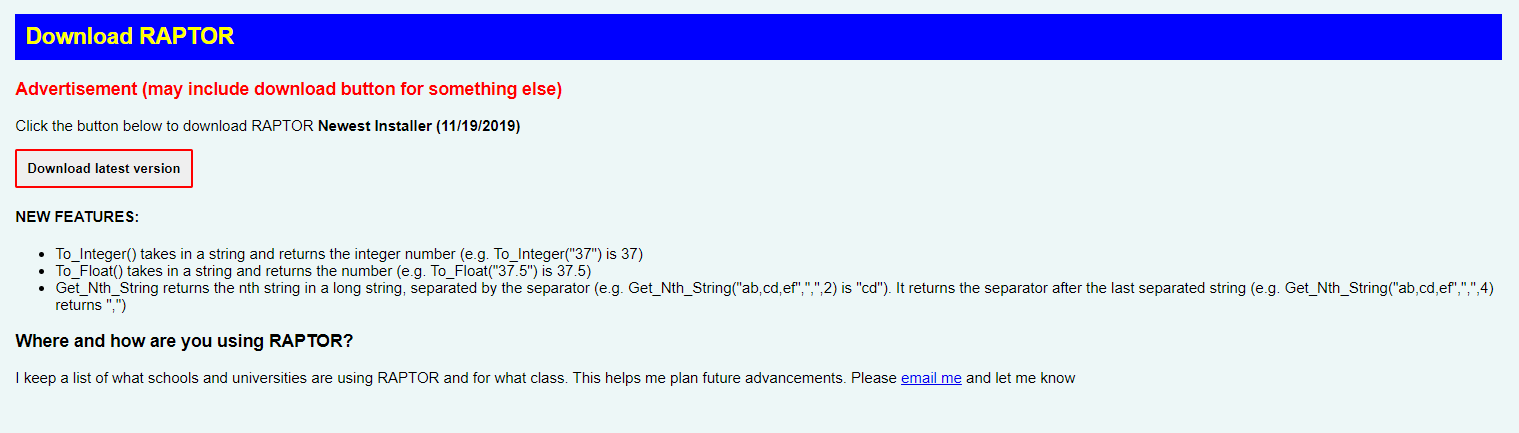 Download RAPTOR
Advertisement (may include download button for something else)
Click the button below to download RAPTOR Newest Installer (11/19/2019)
Download latest version
NEW FEATURES:
• To_Integer() takes in a string and returns the integer number (e.g. To_Integer("37") is 37)
• To_Float() takes in a string and returns the number (e.g. To_Float("37.5") is 37.5)
• Get_Nth_String returns the nth string in a long string, separated by the separator (e.g. Get_Nth_String("ab,cd,ef",",",2) is "cd"). It returns the separator after the last separated string (e.g. Get_Nth_String("ab,cd,ef",",",4)
returns ",")
Where and how are you using RAPTOR?
I keep a list of what schools and universities are using RAPTOR and for what class. This helps me plan future advancements. Please email me and let me know